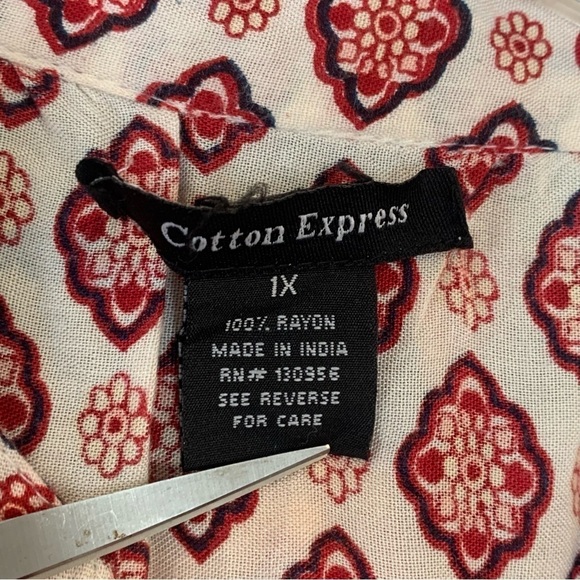 Cotton Express
1X
100% RAYON
MADE IN INDIA
RN# 130956
SEE REVERSE
FOR CARE